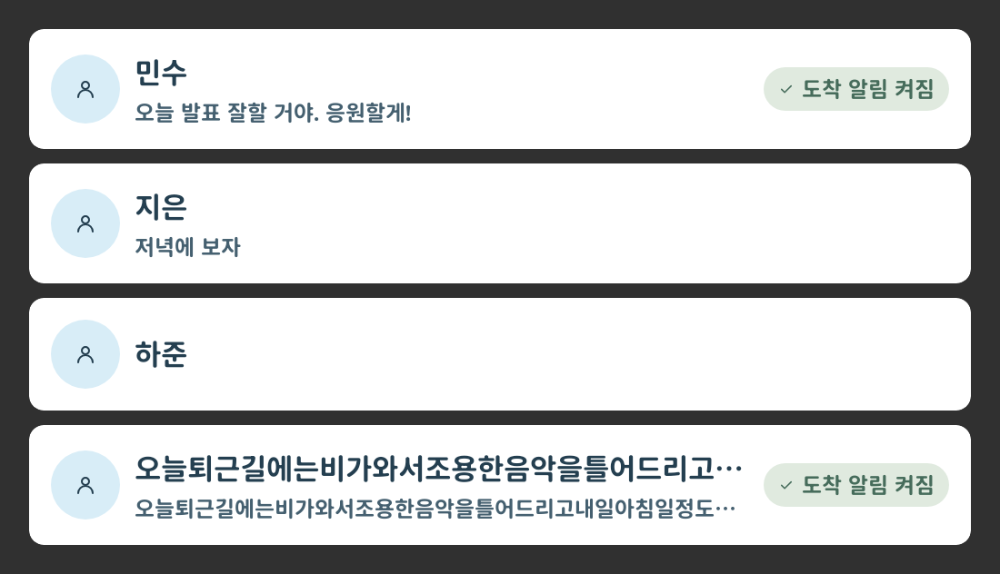 민수
오늘 발표 잘할 거야. 응원할게!
도착 알림 켜짐
지은
저녁에 보자
하준
오늘퇴근길에는비가와서조용한음악을틀어드리고…
오늘퇴근길에는비가와서조용한음악을틀어드리고내일아침일정도…
도착 알림 켜짐